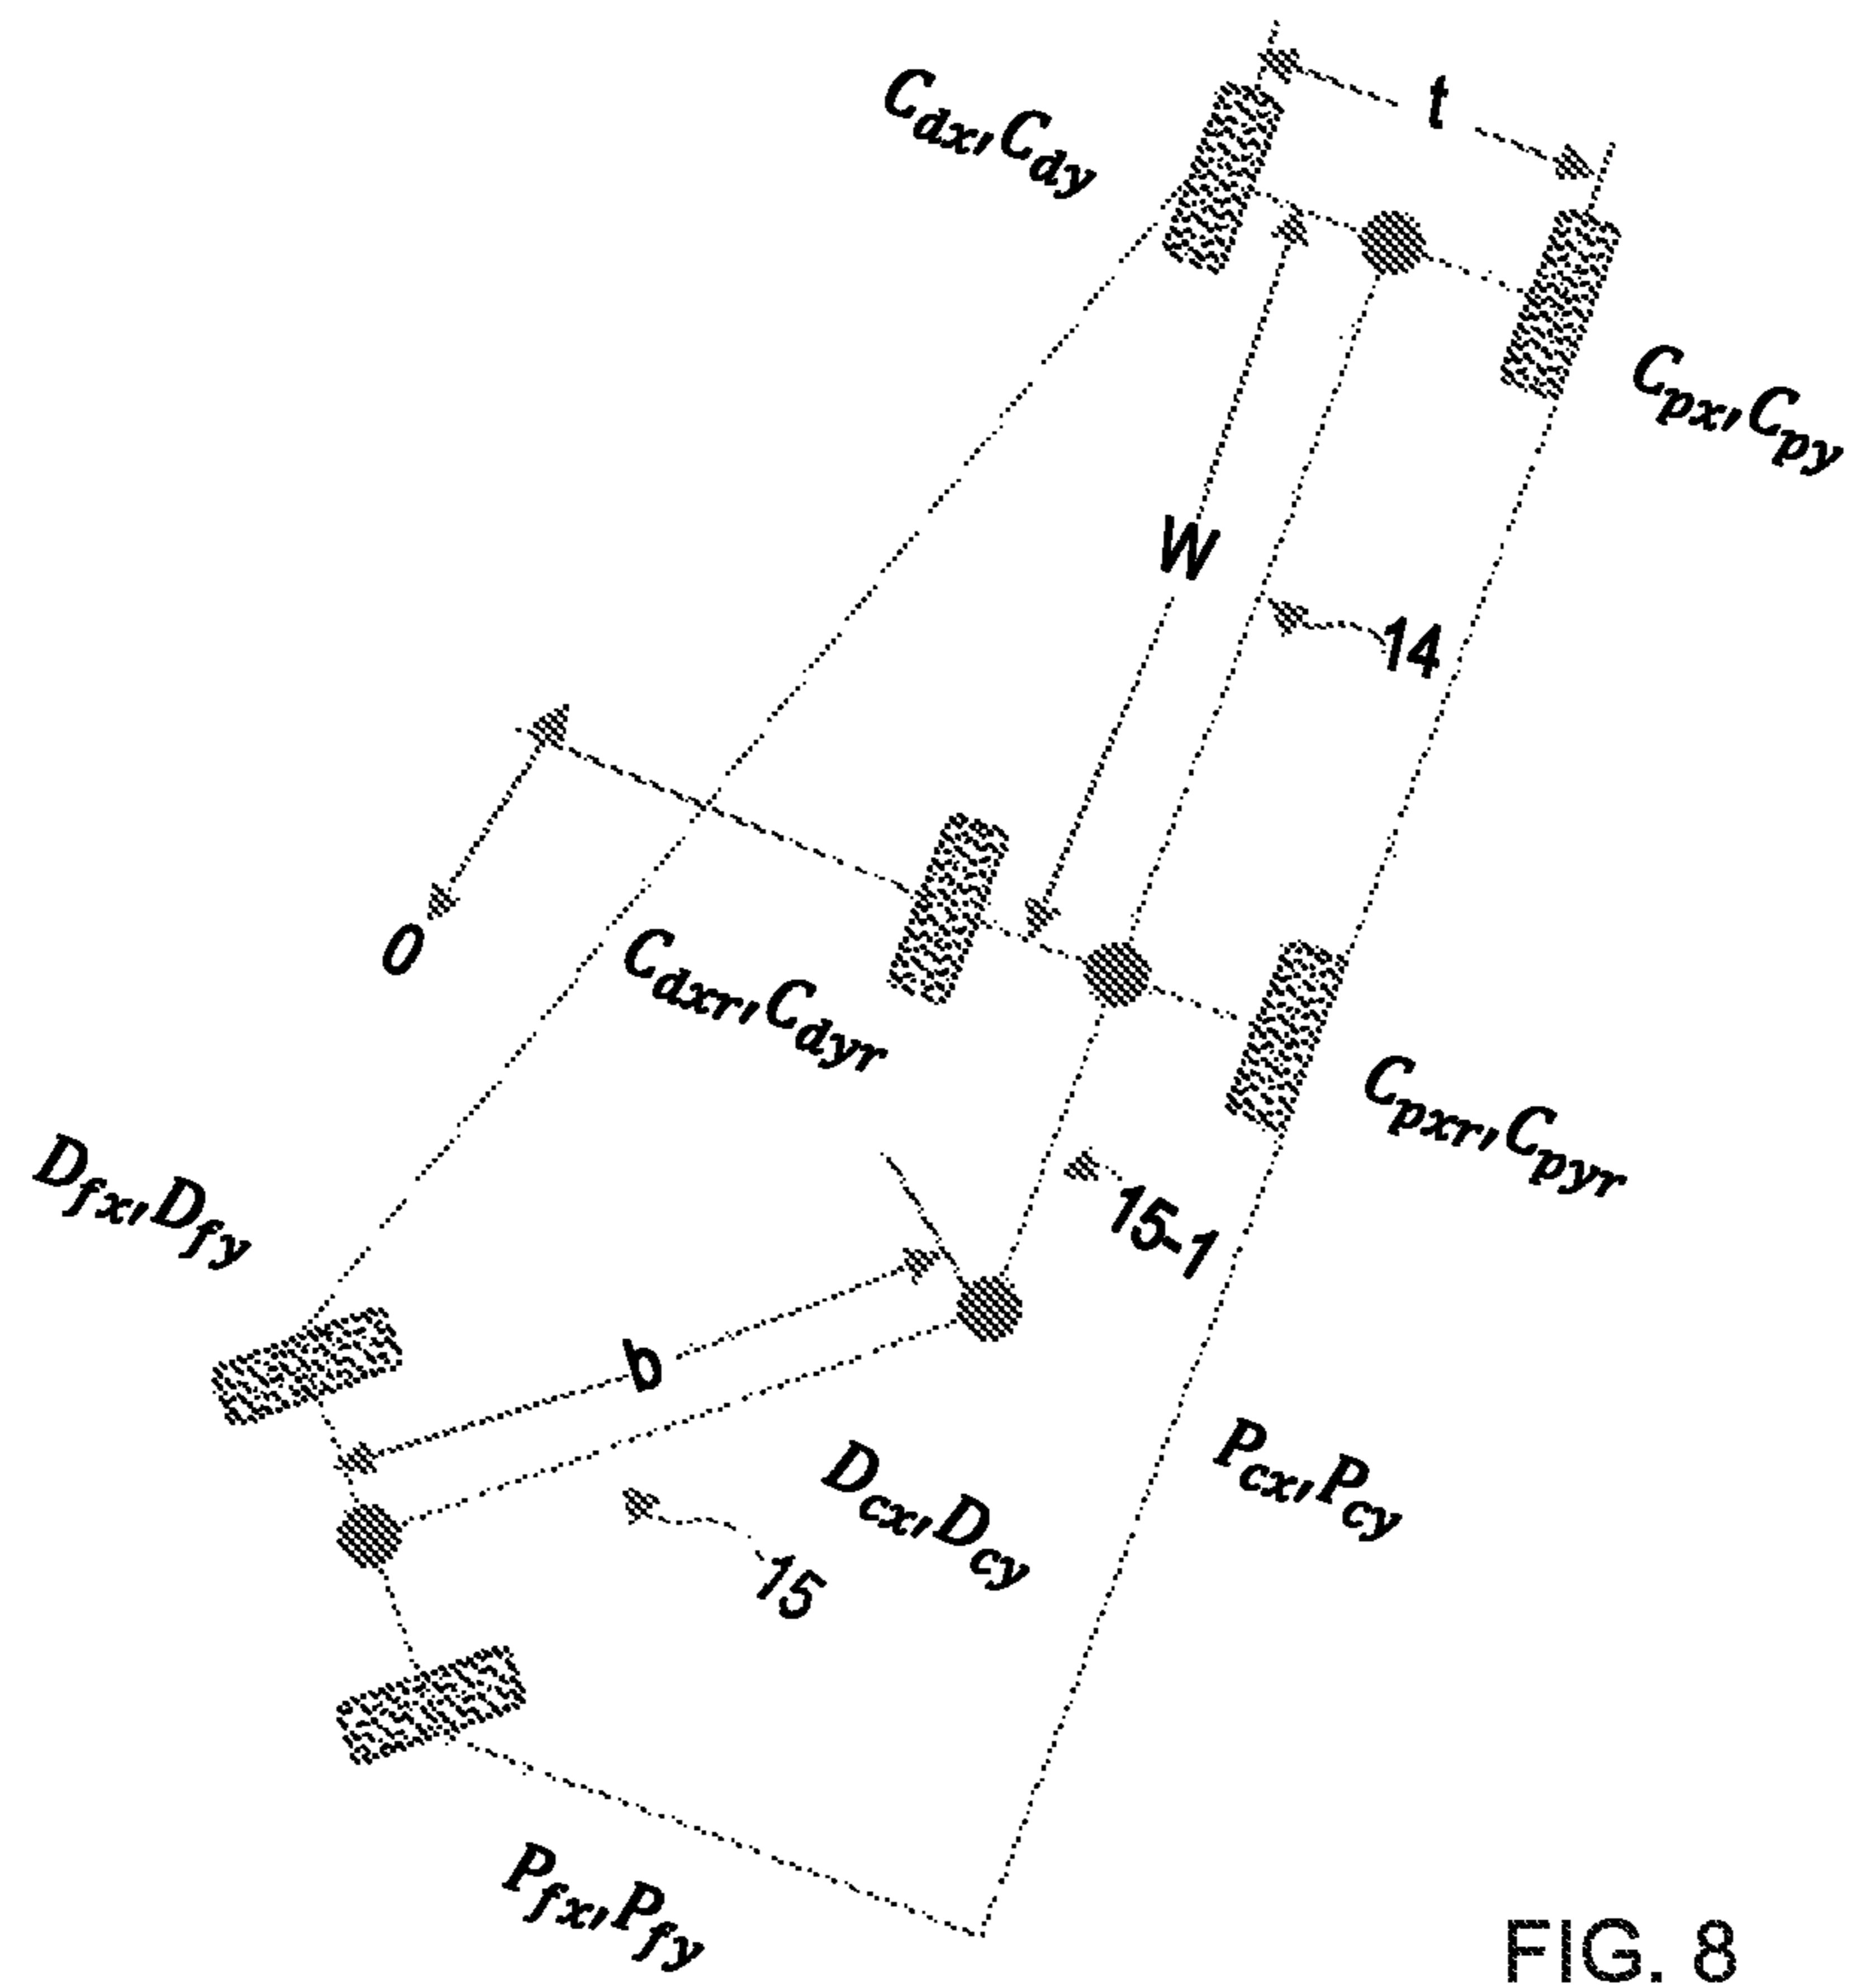 t
C_dx, C_dy
C_px, C_py
W
14
O
C_dxr, C_dyr
C_pxr, C_pyr
D_fx, D_fy
15-1
b
D_cx, D_cy
P_cx, P_cy
15
P_fx, P_fy
FIG. 8